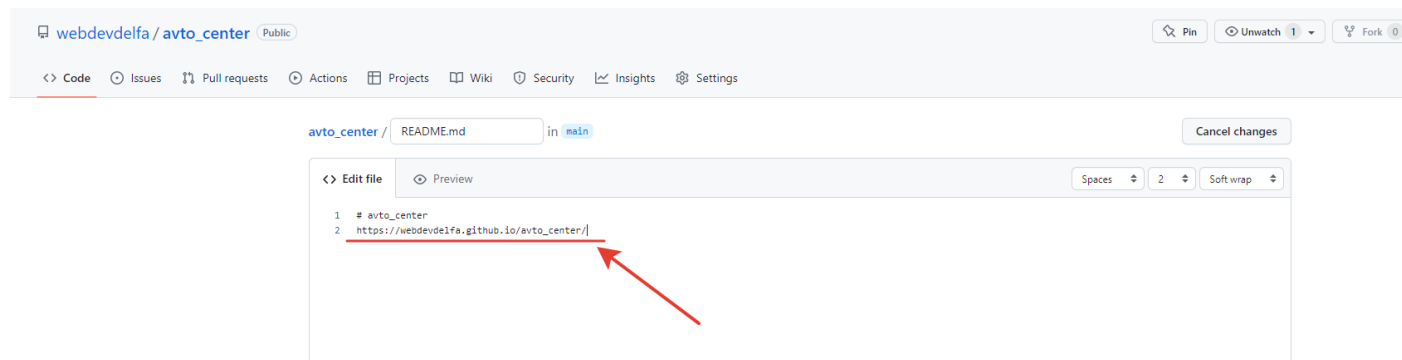 webdevdelfa / avto_center Public Pin Unwatch 1 Fork 0
Code Issues Pull requests Actions Projects Wiki Security Insights Settings
avto_center / README.md in main Cancel changes
<> Edit file Preview Spaces 2 Soft wrap
1 # avto_center
2 https://webdevdelfa.github.io/avto_center/